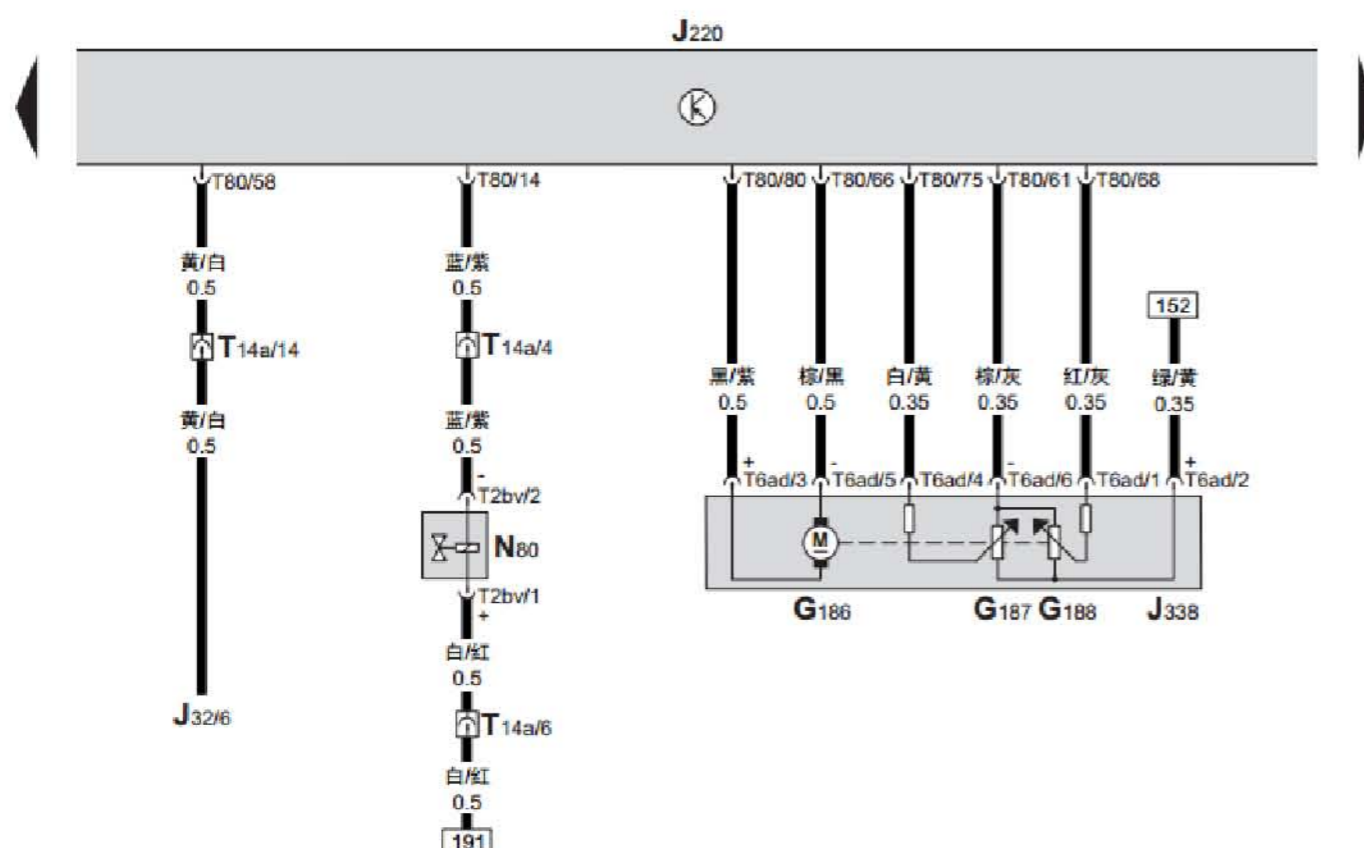 J220
T80/58
T80/14
T80/80
T80/66
T80/75
T80/61
T80/68
黄/白
0.5
蓝/紫
0.5
152
T14a/14
T14a/4
黑/紫
0.5
棕/黑
0.5
白/黄
0.35
棕/灰
0.35
红/灰
0.35
绿/黄
0.35
黄/白
0.5
蓝/紫
0.5
-
T2bv/2
+
T6ad/3
-
T6ad/5
T6ad/4
-
T6ad/6
T6ad/1
+
T6ad/2
N80
M
T2bv/1
+
G186
G187
G188
J338
白/红
0.5
J32/6
T14a/6
白/红
0.5
191